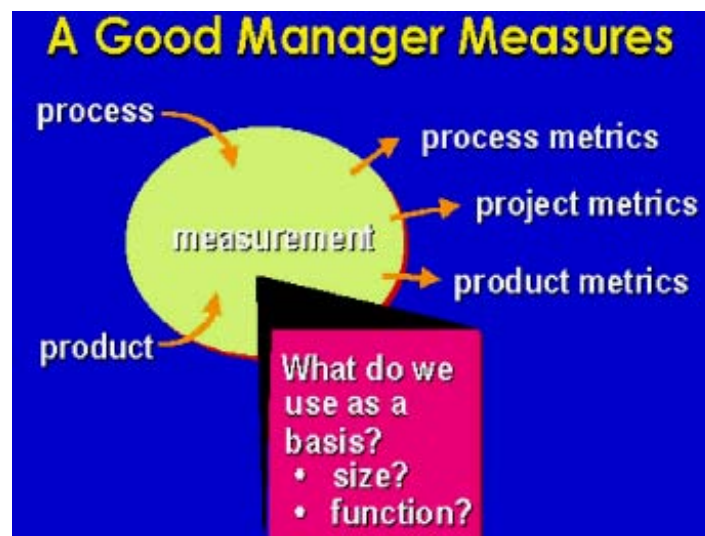 A Good Manager Measures
process
process metrics
project metrics
measurement
product metrics
product
What do we
use as a
basis?
• size?
• function?